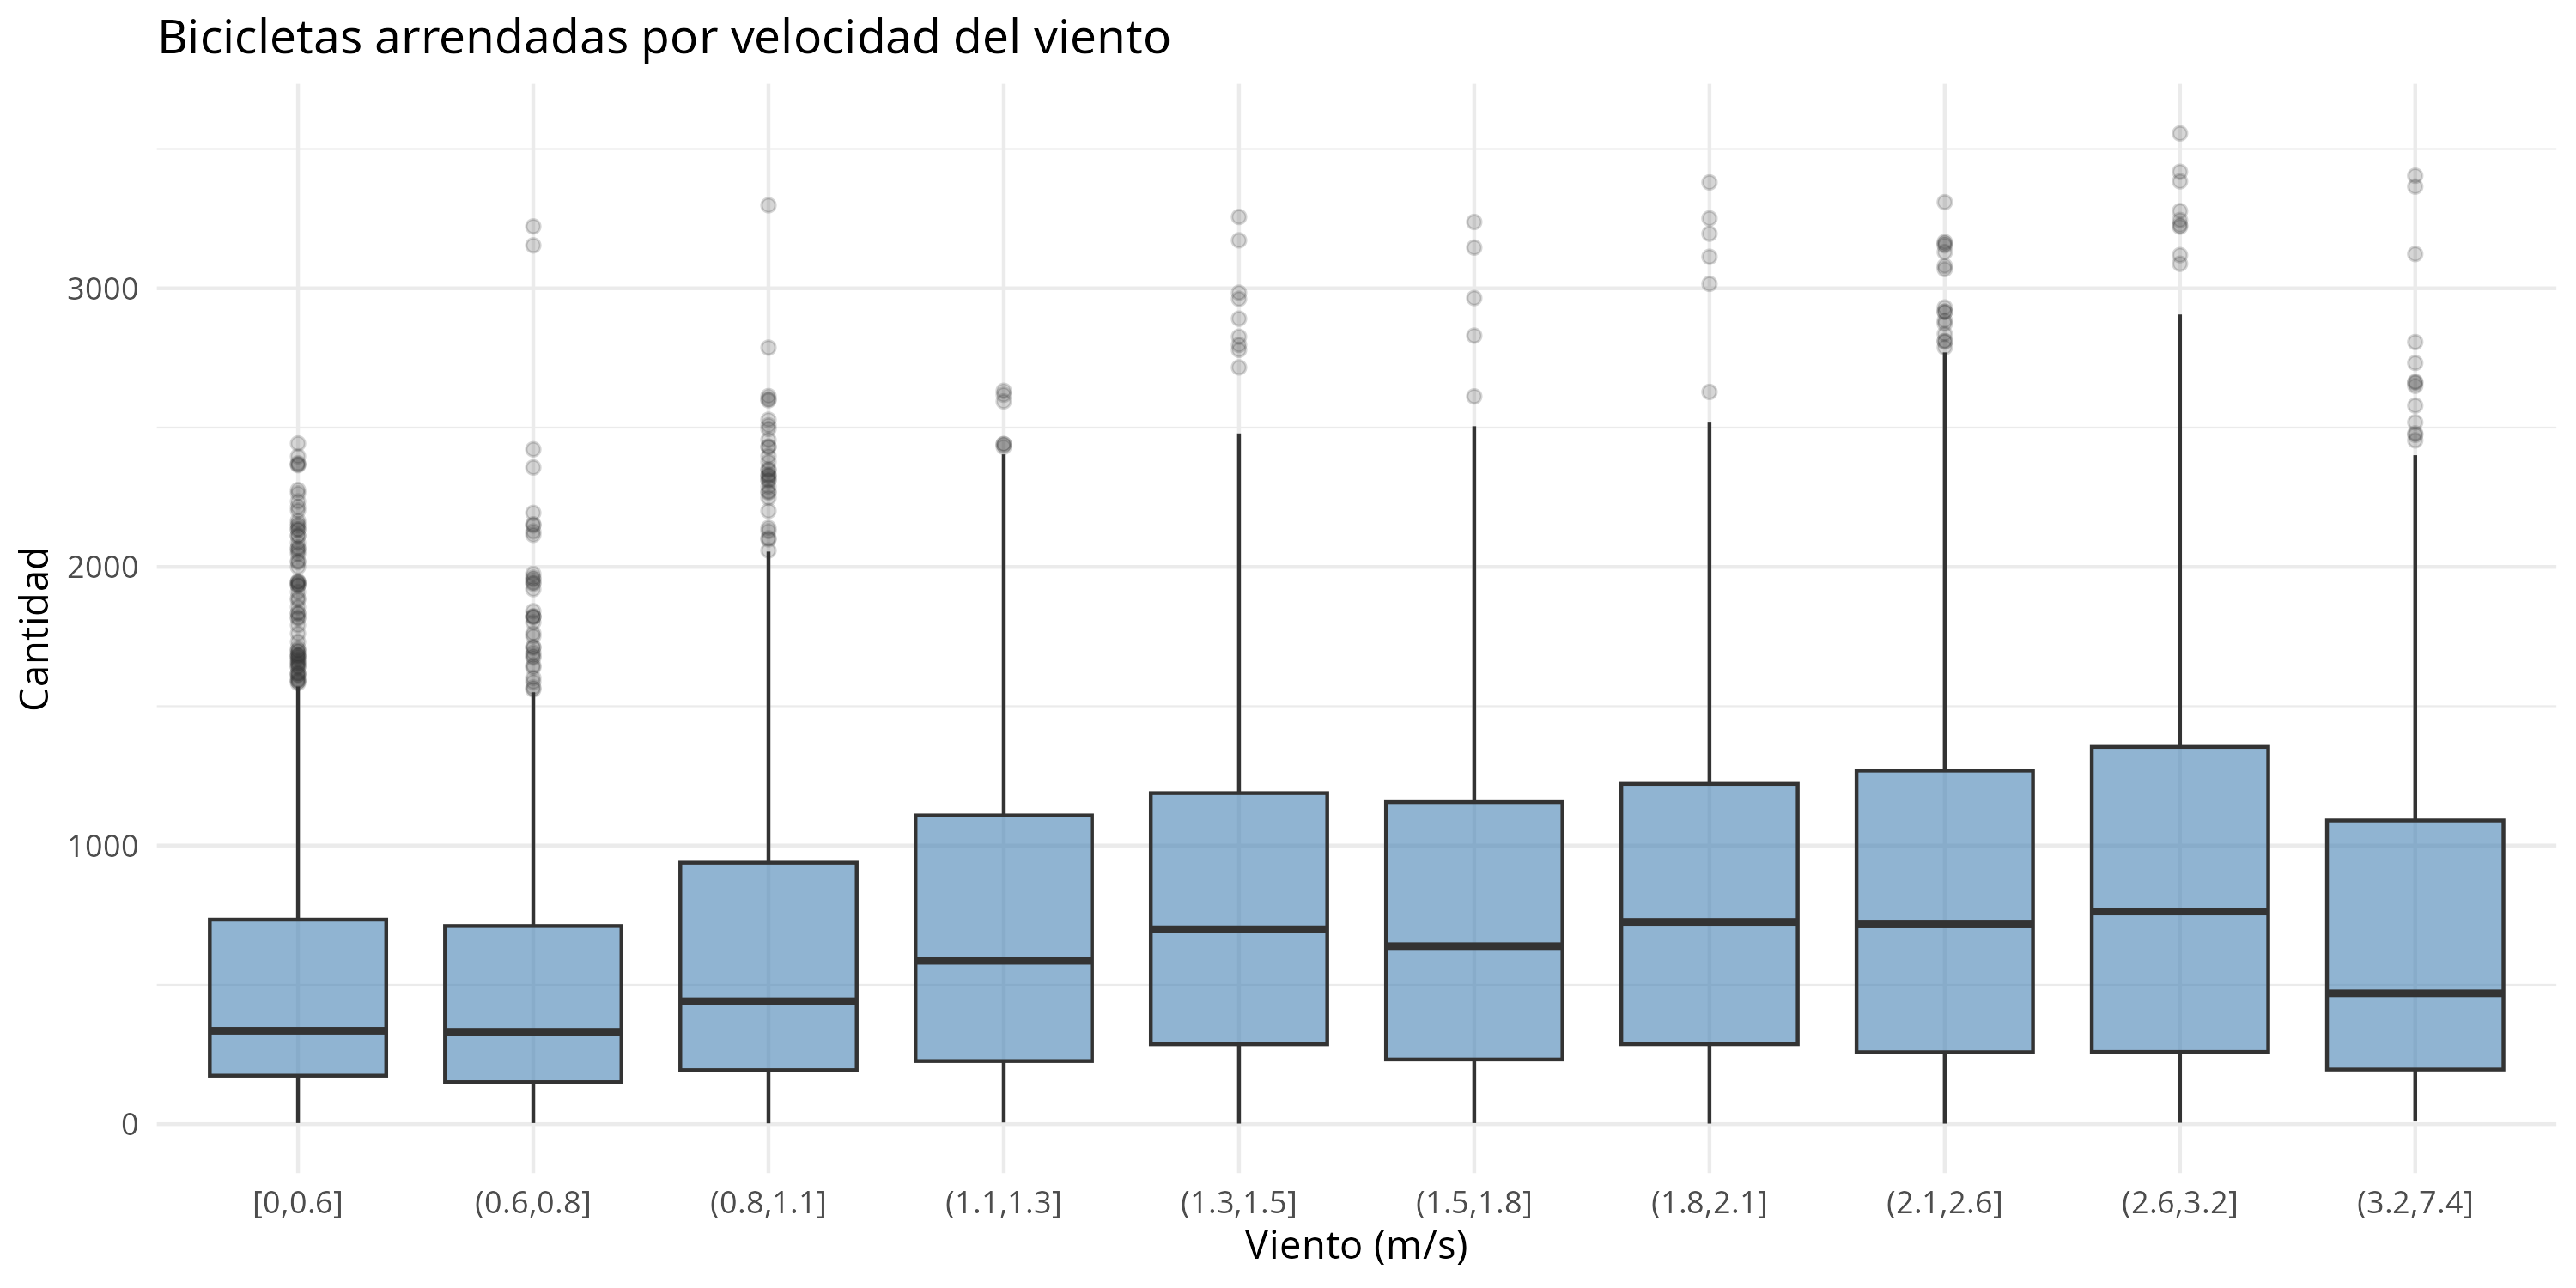 Bicicletas arrendadas por velocidad del viento
Cantidad
3000
2000
1000
0
[0,0.6] (0.6,0.8] (0.8,1.1] (1.1,1.3] (1.3,1.5] (1.5,1.8] (1.8,2.1] (2.1,2.6] (2.6,3.2] (3.2,7.4]
Viento (m/s)